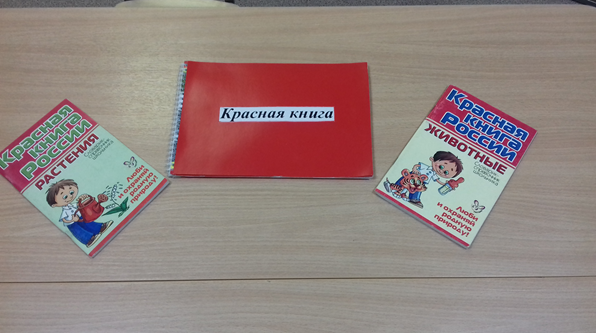 Красная
книга
России
РАСТЕНИЯ
Люби
и охраняй
родную
природу!
Красная книга
Красная
книга
России
ЖИВОТНЫЕ
Люби
и охраняй
родную
природу!